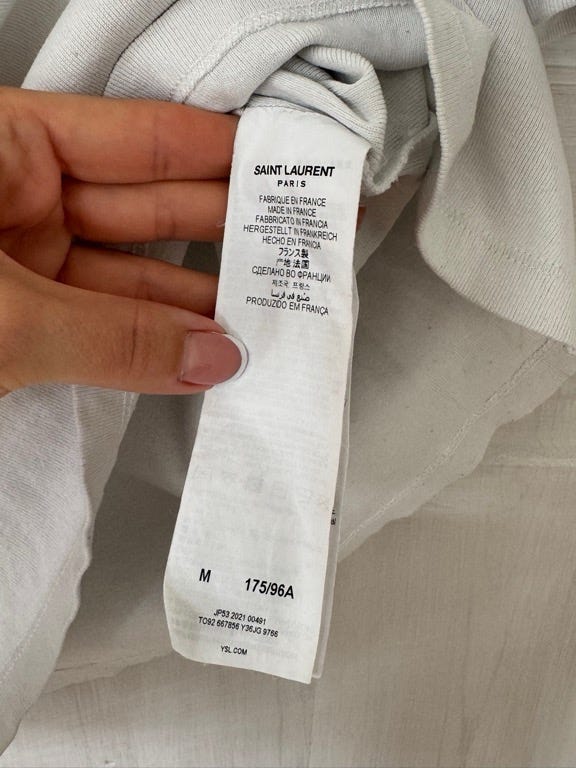 SAINT LAURENT
PARIS
FABRIQUE EN FRANCE
MADE IN FRANCE
FABBRICATO IN FRANCIA
HERGESTELLT IN FRANKREICH
HECHO EN FRANCIA
フランス製
产地 法国
СДЕЛАНО ВО ФРАНЦИИ
제조국 프랑스
صنع في فرنسا
PRODUZIDO EM FRANÇA
M 175/96A
JP53 2021 00491
TO92 667856 Y36JG 9766
YSL.COM